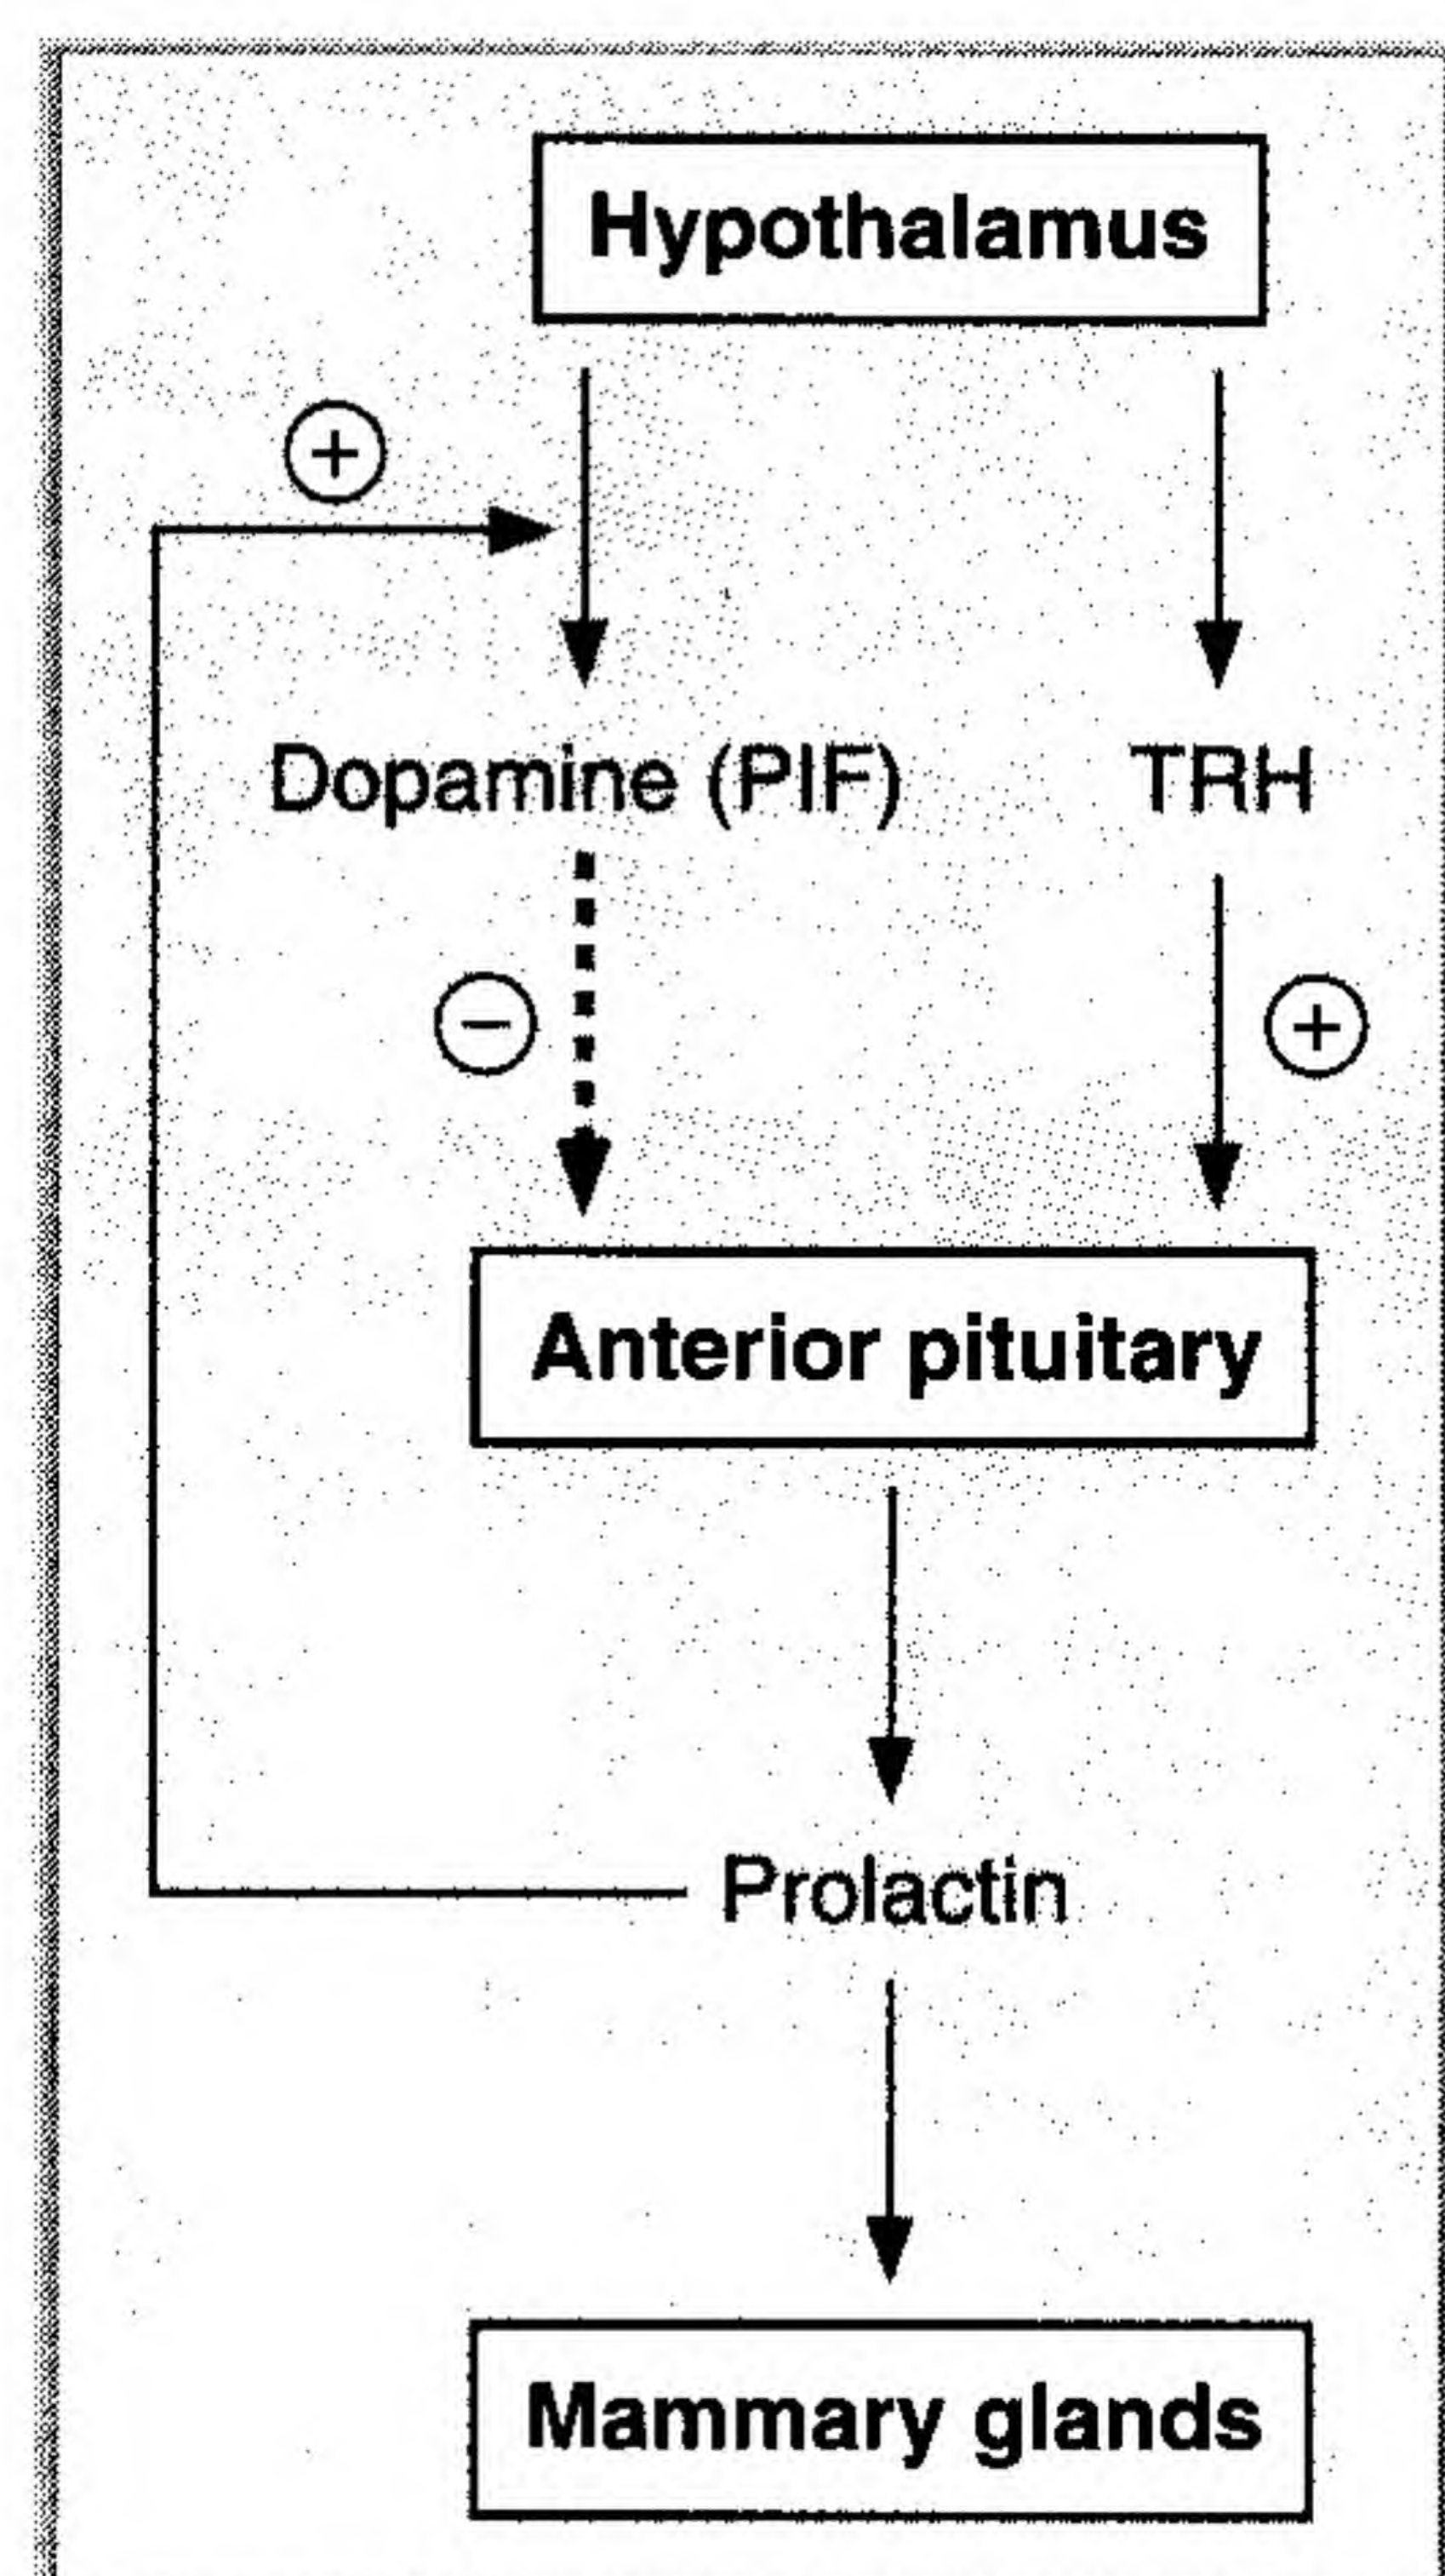 Hypothalamus
+
Dopamine (PIF)
TRH
−
+
Anterior pituitary
Prolactin
Mammary glands